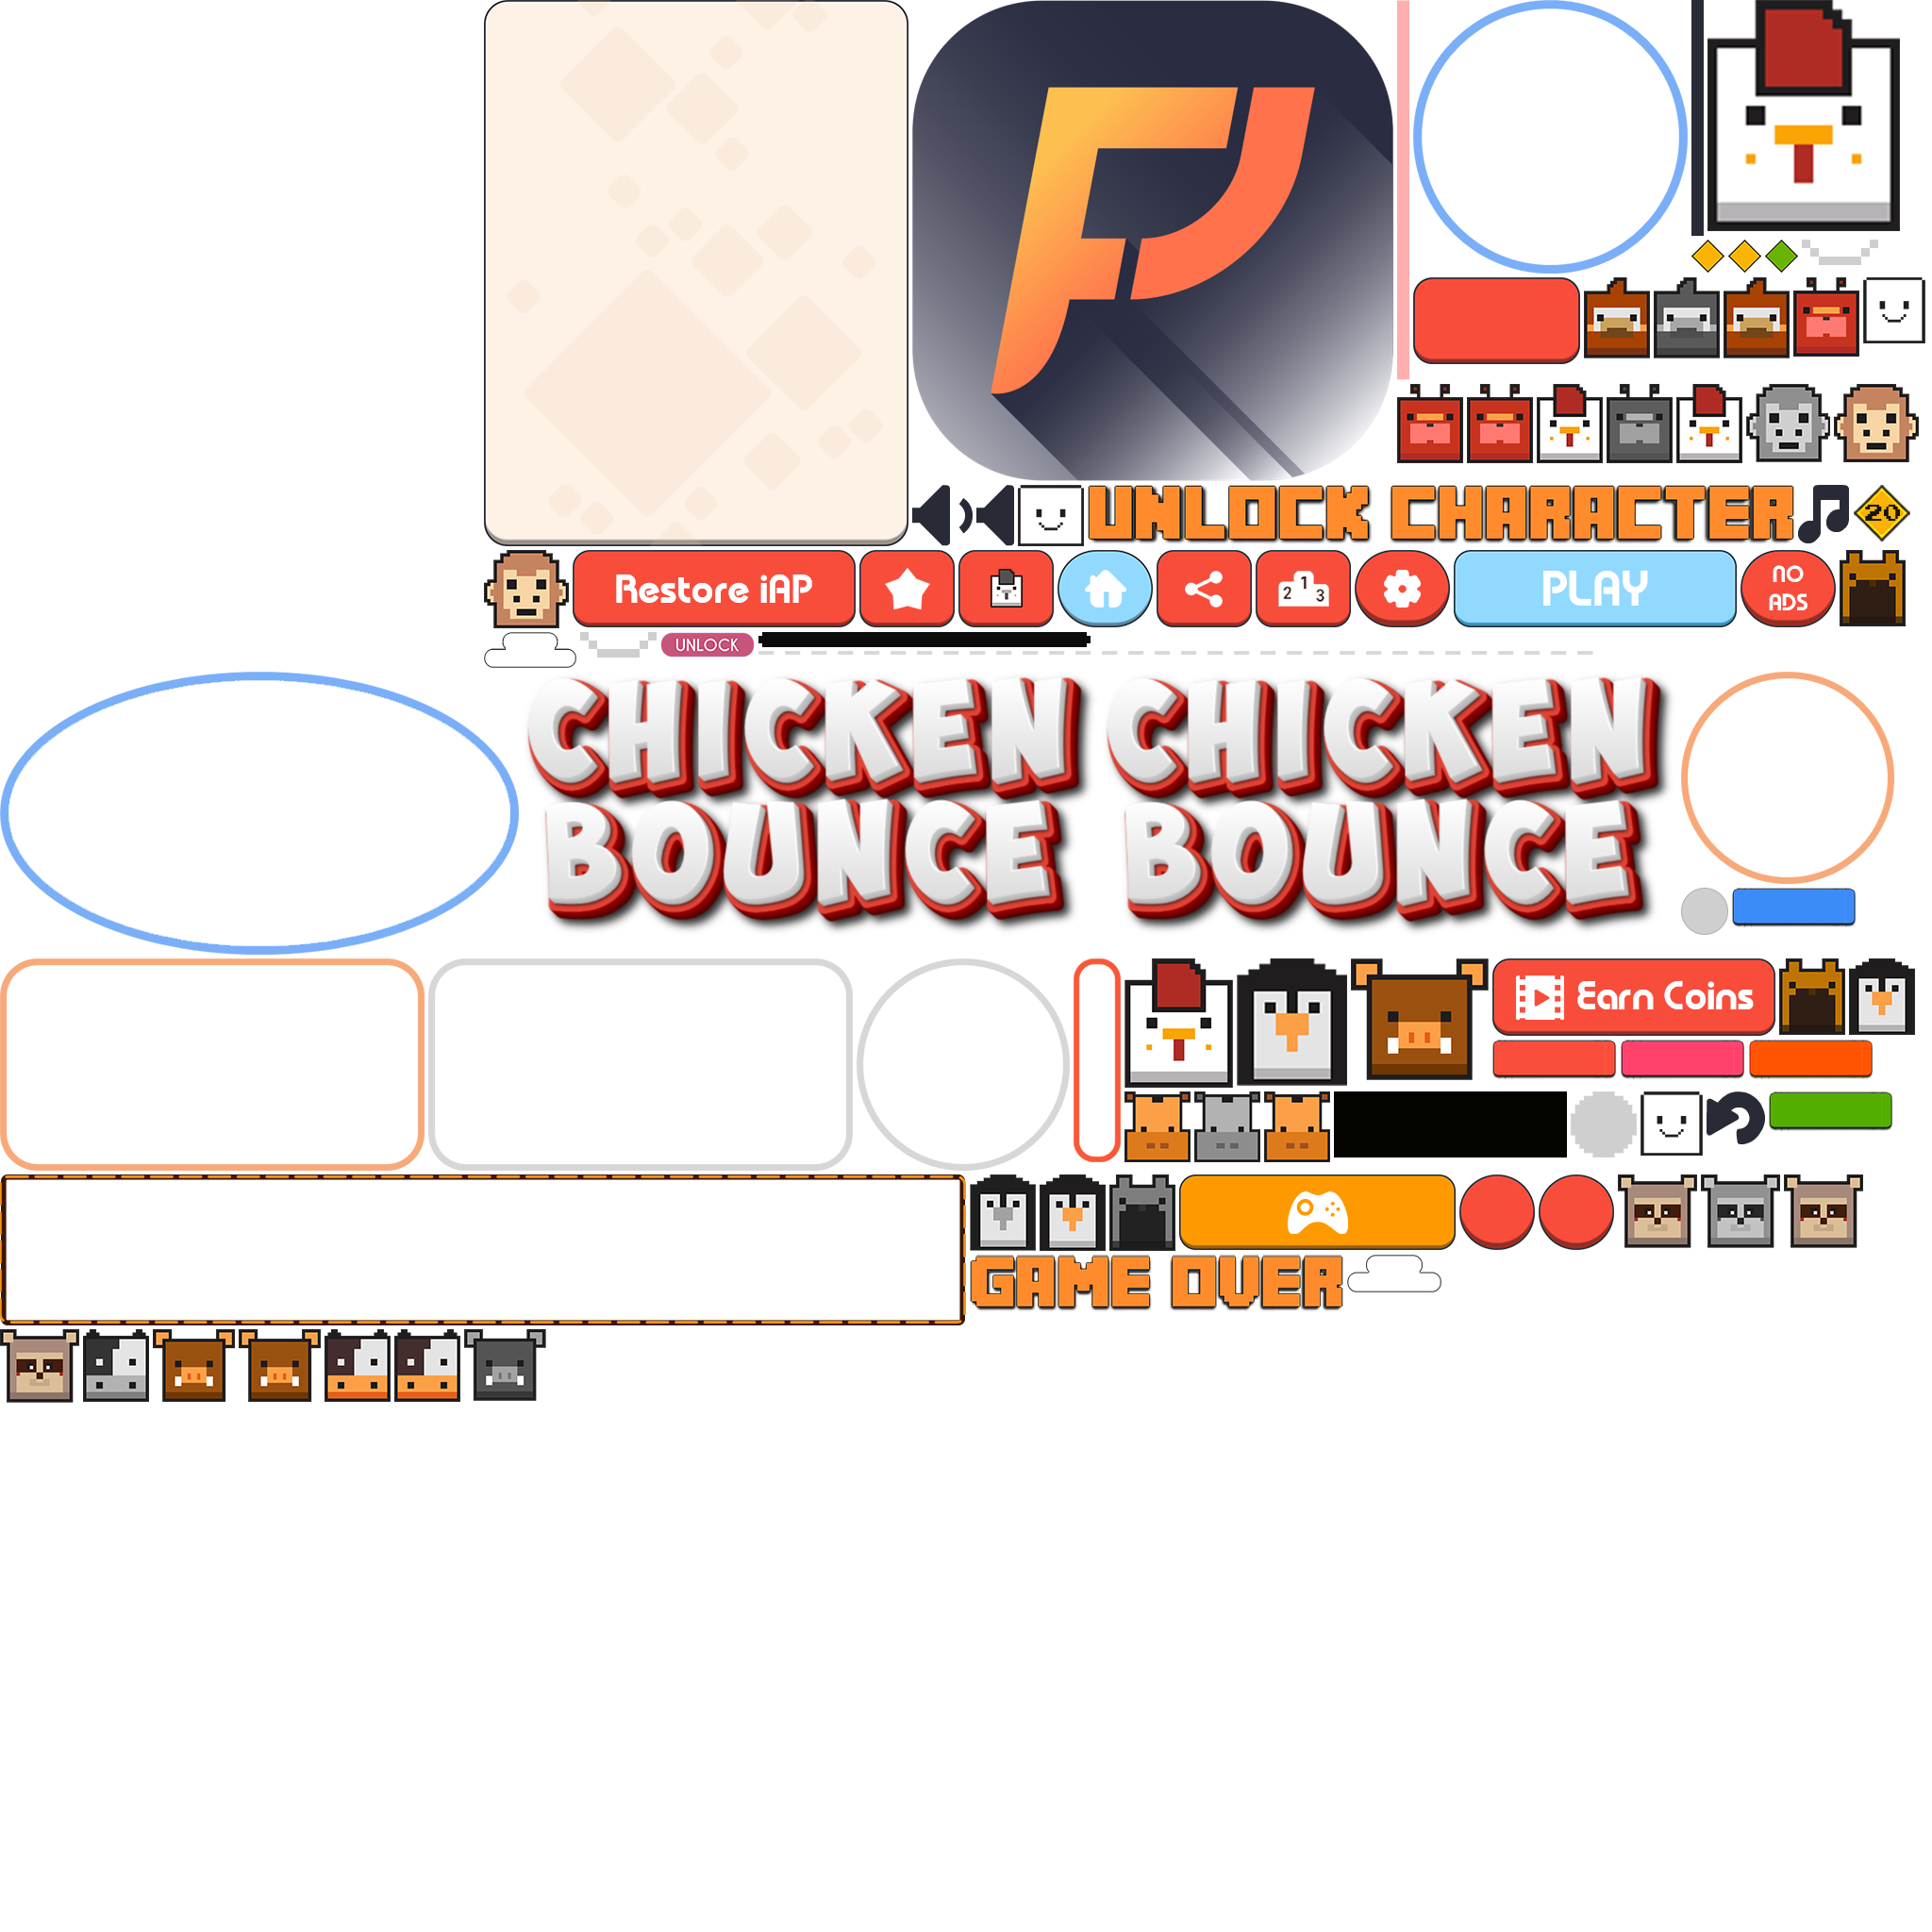 UNLOCK CHARACTER
20
Restore iAP
1
2 3
PLAY
NO
ADS
UNLOCK
CHICKEN CHICKEN
BOUNCE BOUNCE
Earn Coins
GAME OVER